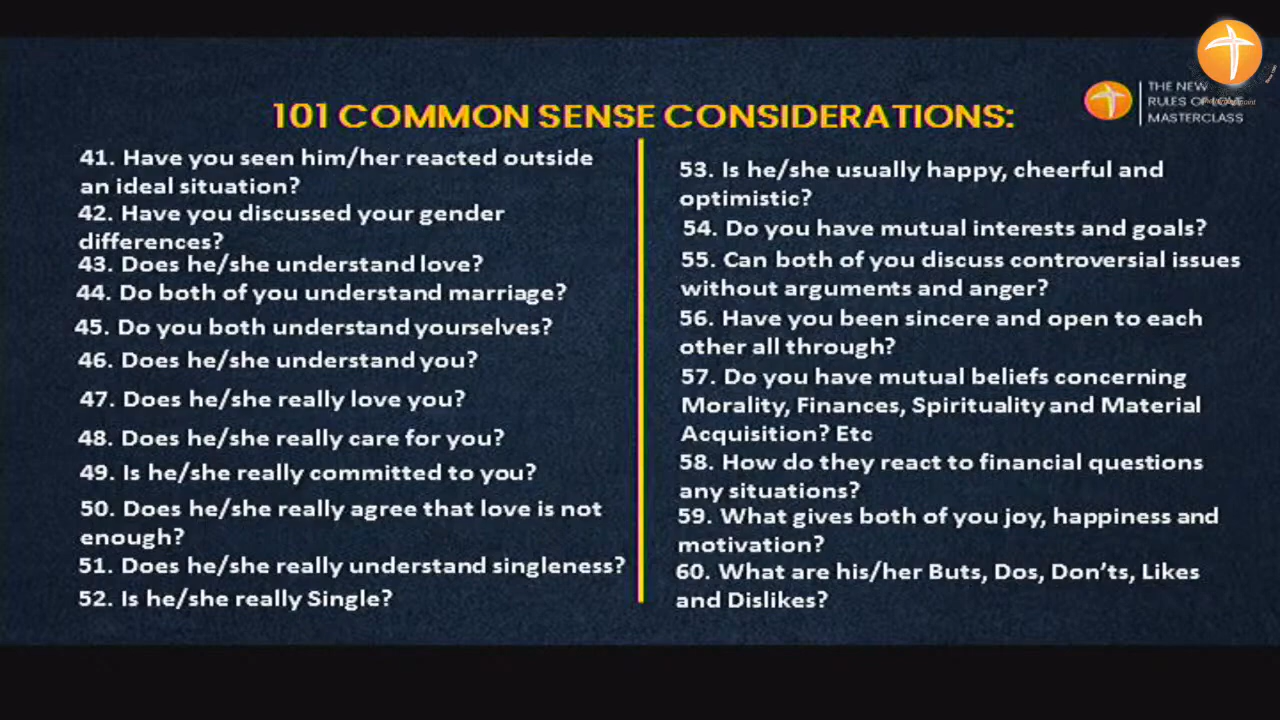 101 COMMON SENSE CONSIDERATIONS:
THE NEW
RULES OF LOVE
MASTERCLASS
41. Have you seen him/her reacted outside
an ideal situation?
42. Have you discussed your gender
differences?
43. Does he/she understand love?
44. Do both of you understand marriage?
45. Do you both understand yourselves?
46. Does he/she understand you?
47. Does he/she really love you?
48. Does he/she really care for you?
49. Is he/she really committed to you?
50. Does he/she really agree that love is not
enough?
51. Does he/she really understand singleness?
52. Is he/she really Single?
53. Is he/she usually happy, cheerful and
optimistic?
54. Do you have mutual interests and goals?
55. Can both of you discuss controversial issues
without arguments and anger?
56. Have you been sincere and open to each
other all through?
57. Do you have mutual beliefs concerning
Morality, Finances, Spirituality and Material
Acquisition? Etc
58. How do they react to financial questions
any situations?
59. What gives both of you joy, happiness and
motivation?
60. What are his/her Buts, Dos, Don'ts, Likes
and Dislikes?